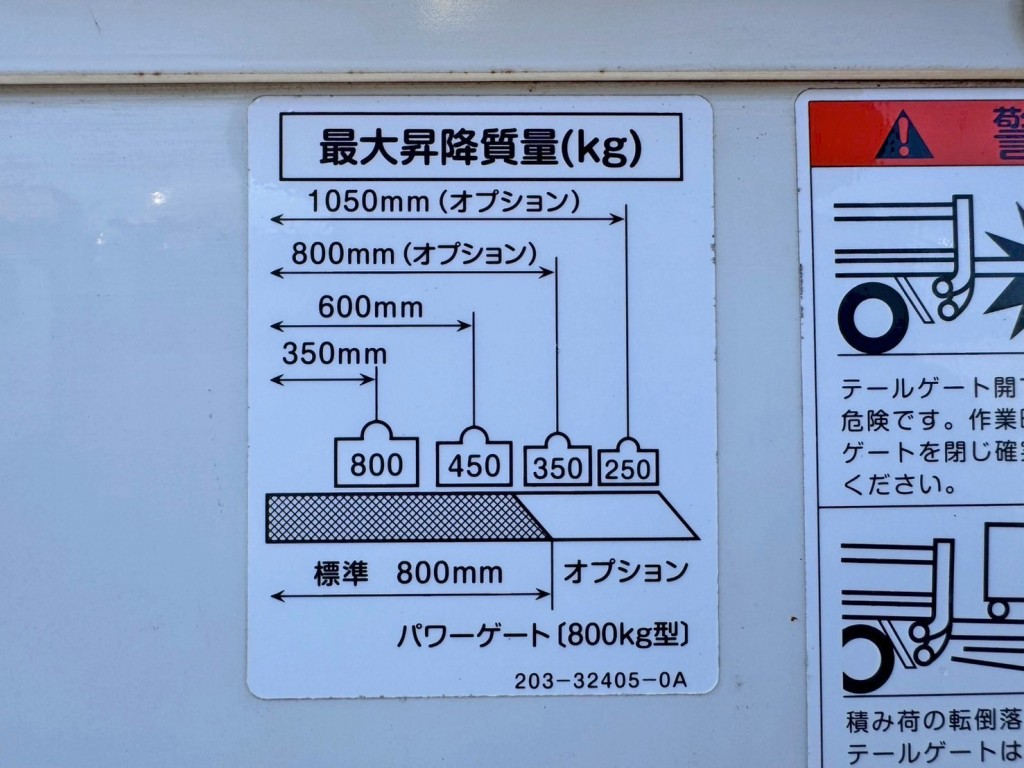 最大昇降質量(kg)
1050mm(オプション)
800mm(オプション)
600mm
350mm
800
450
350
250
標準 800mm
オプション
パワーゲート〔800kg型〕
203-32405-0A
テールゲート開
危険です。作業
ゲートを閉じ確
ください。
積み荷の転倒落
テールゲートは